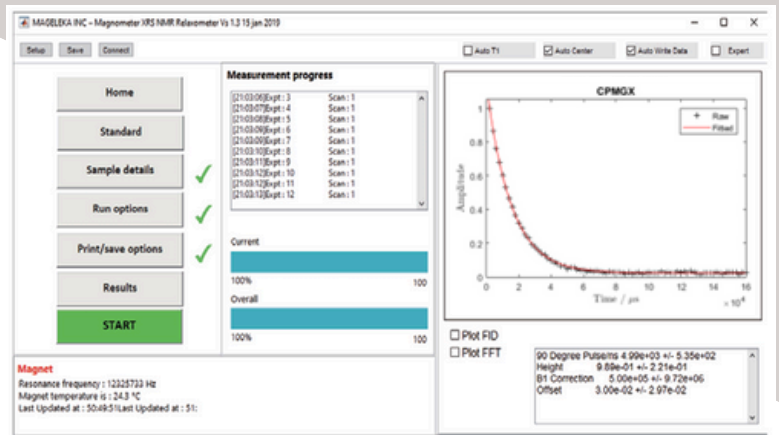 MAGELEKA INC – Magnometer XRS NMR Relaxometer Vs 1.3 15 jan 2019
Setup Save Connect
Auto T1 Auto Center Auto Write Data Expert
Home
Standard
Sample details
Run options
Print/save options
Results
START
Measurement progress
[21:03:06]Expt : 3 Scan : 1
[21:03:07]Expt : 4 Scan : 1
[21:03:08]Expt : 5 Scan : 1
[21:03:09]Expt : 6 Scan : 1
[21:03:09]Expt : 7 Scan : 1
[21:03:10]Expt : 8 Scan : 1
[21:03:11]Expt : 9 Scan : 1
[21:03:12]Expt : 10 Scan : 1
[21:03:12]Expt : 11 Scan : 1
[21:03:13]Expt : 12 Scan : 1
Current
100% 100
Overall
100% 100
CPMGX
Raw
Fitted
Amplitude
1
0.8
0.6
0.4
0.2
0
0 2 4 6 8 10 12 14 16
Time / µs
× 10⁴
Plot FID
Plot FFT
90 Degree Pulse/ms 4.99e+03 +/- 5.35e+02
Height 9.89e-01 +/- 2.21e-01
B1 Correction 5.00e+05 +/- 9.72e+06
Offset 3.00e-02 +/- 2.97e-02
Magnet
Resonance frequency : 12325733 Hz
Magnet temperature is : 24.3 °C
Last Updated at : 50:49:51Last Updated at : 51: